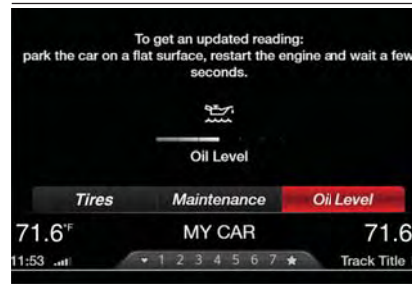 To get an updated reading:
park the car on a flat surface, restart the engine and wait a few
seconds.
Oil Level
Tires Maintenance Oil Level
71.6°F MY CAR 71.6
11:53 1 2 3 4 5 6 7 Track Title